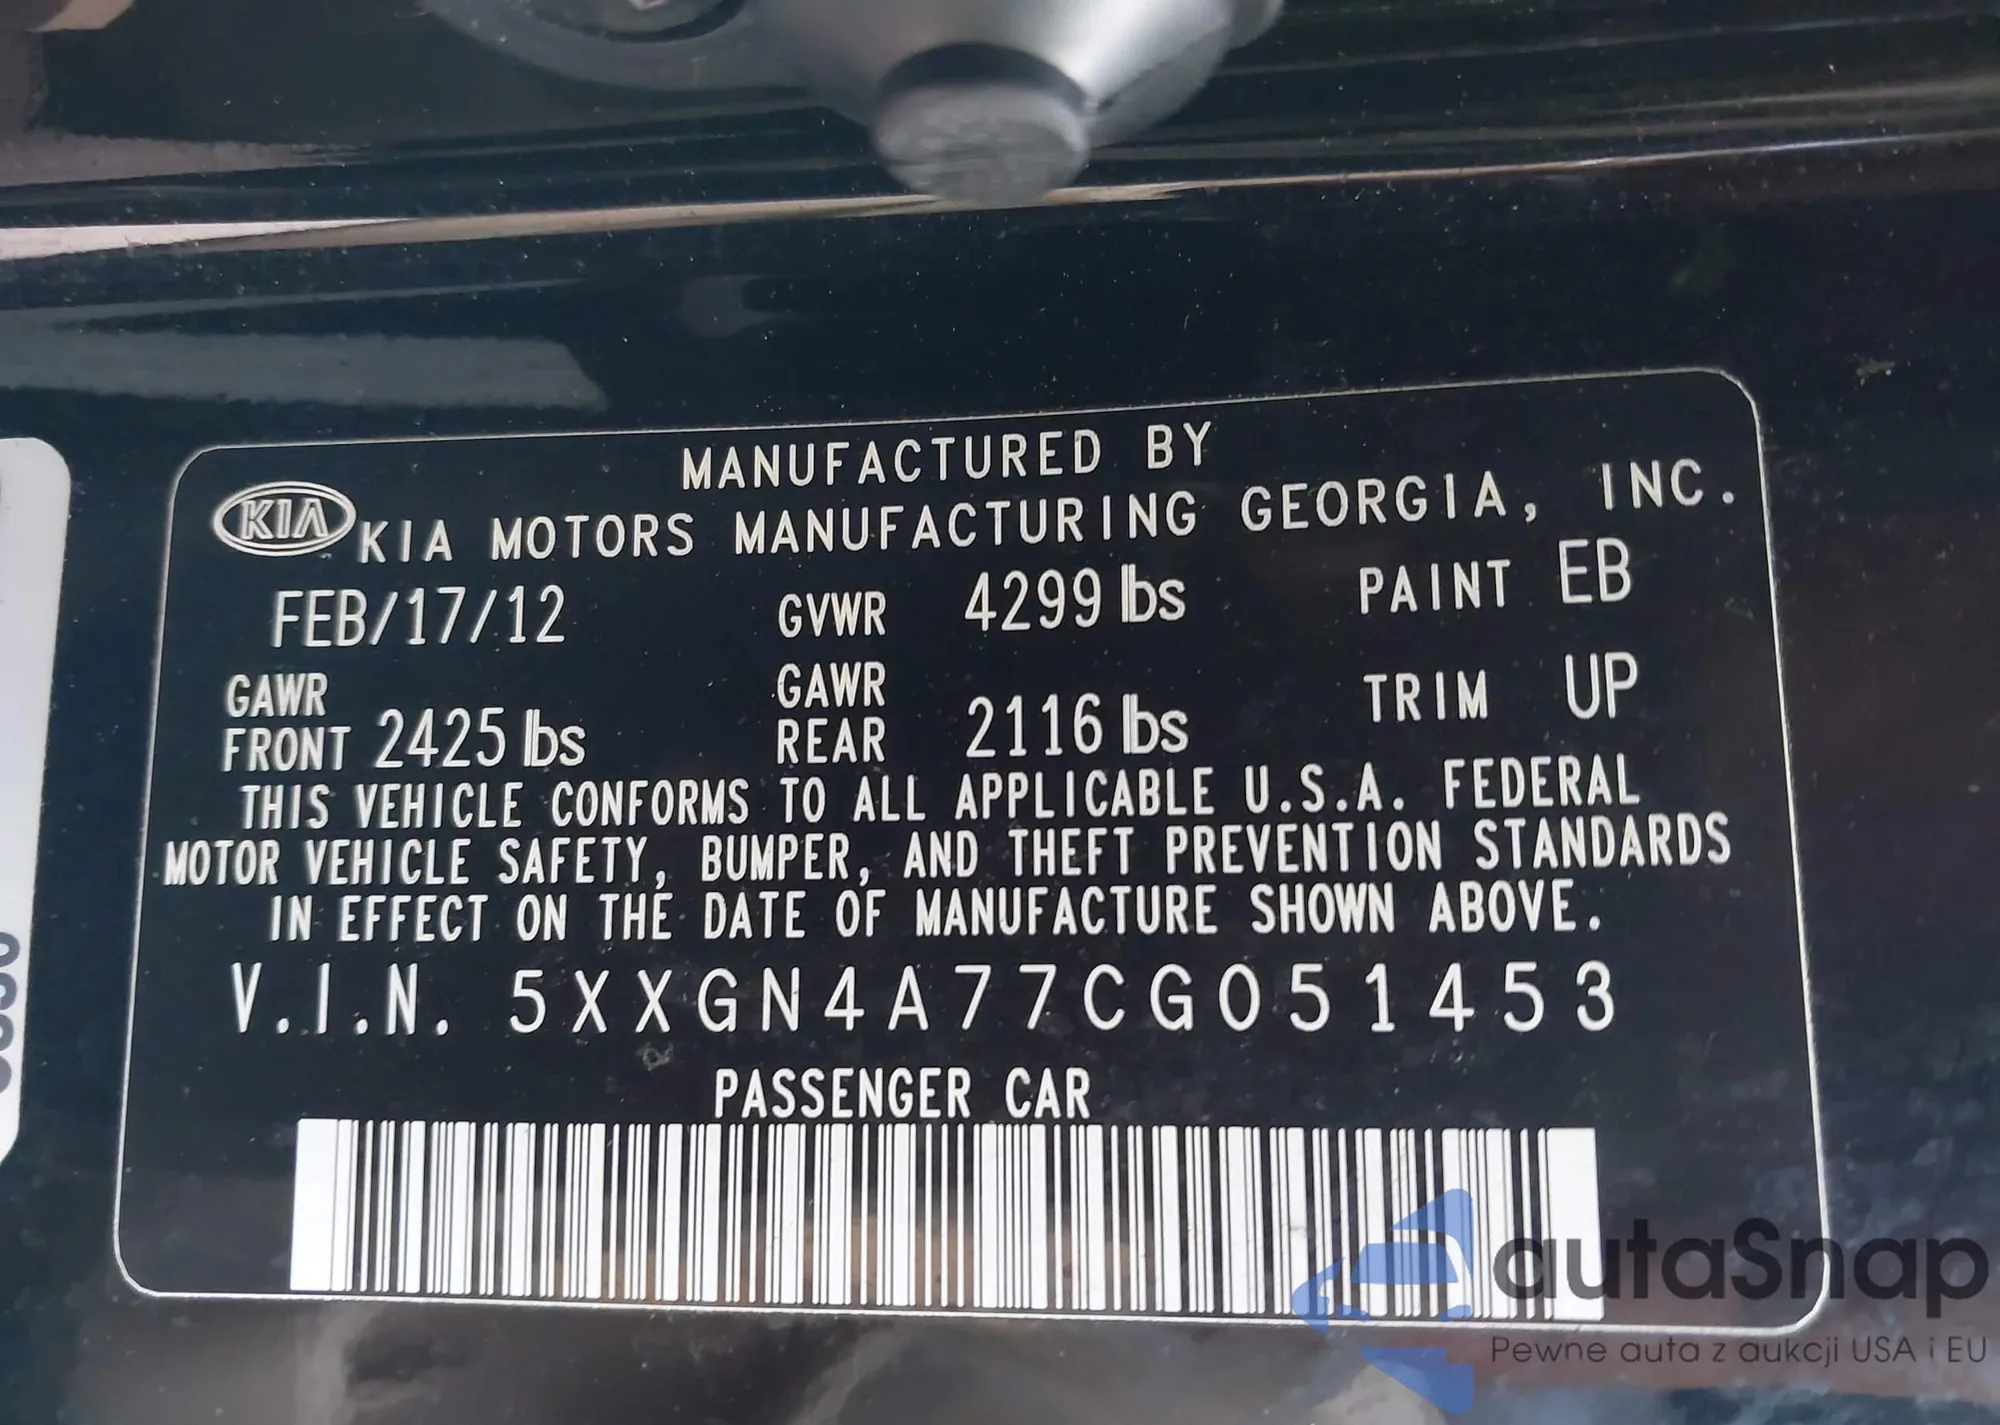 MANUFACTURED BY
KIA KIA MOTORS MANUFACTURING GEORGIA, INC.
FEB/17/12 GVWR 4299 lbs PAINT EB
GAWR FRONT 2425 lbs GAWR REAR 2116 lbs TRIM UP
THIS VEHICLE CONFORMS TO ALL APPLICABLE U.S.A. FEDERAL
MOTOR VEHICLE SAFETY, BUMPER, AND THEFT PREVENTION STANDARDS
IN EFFECT ON THE DATE OF MANUFACTURE SHOWN ABOVE.
V.I.N. 5XXGN4A77CG051453
PASSENGER CAR
autaSnap
Pewne auta z aukcji USA i EU